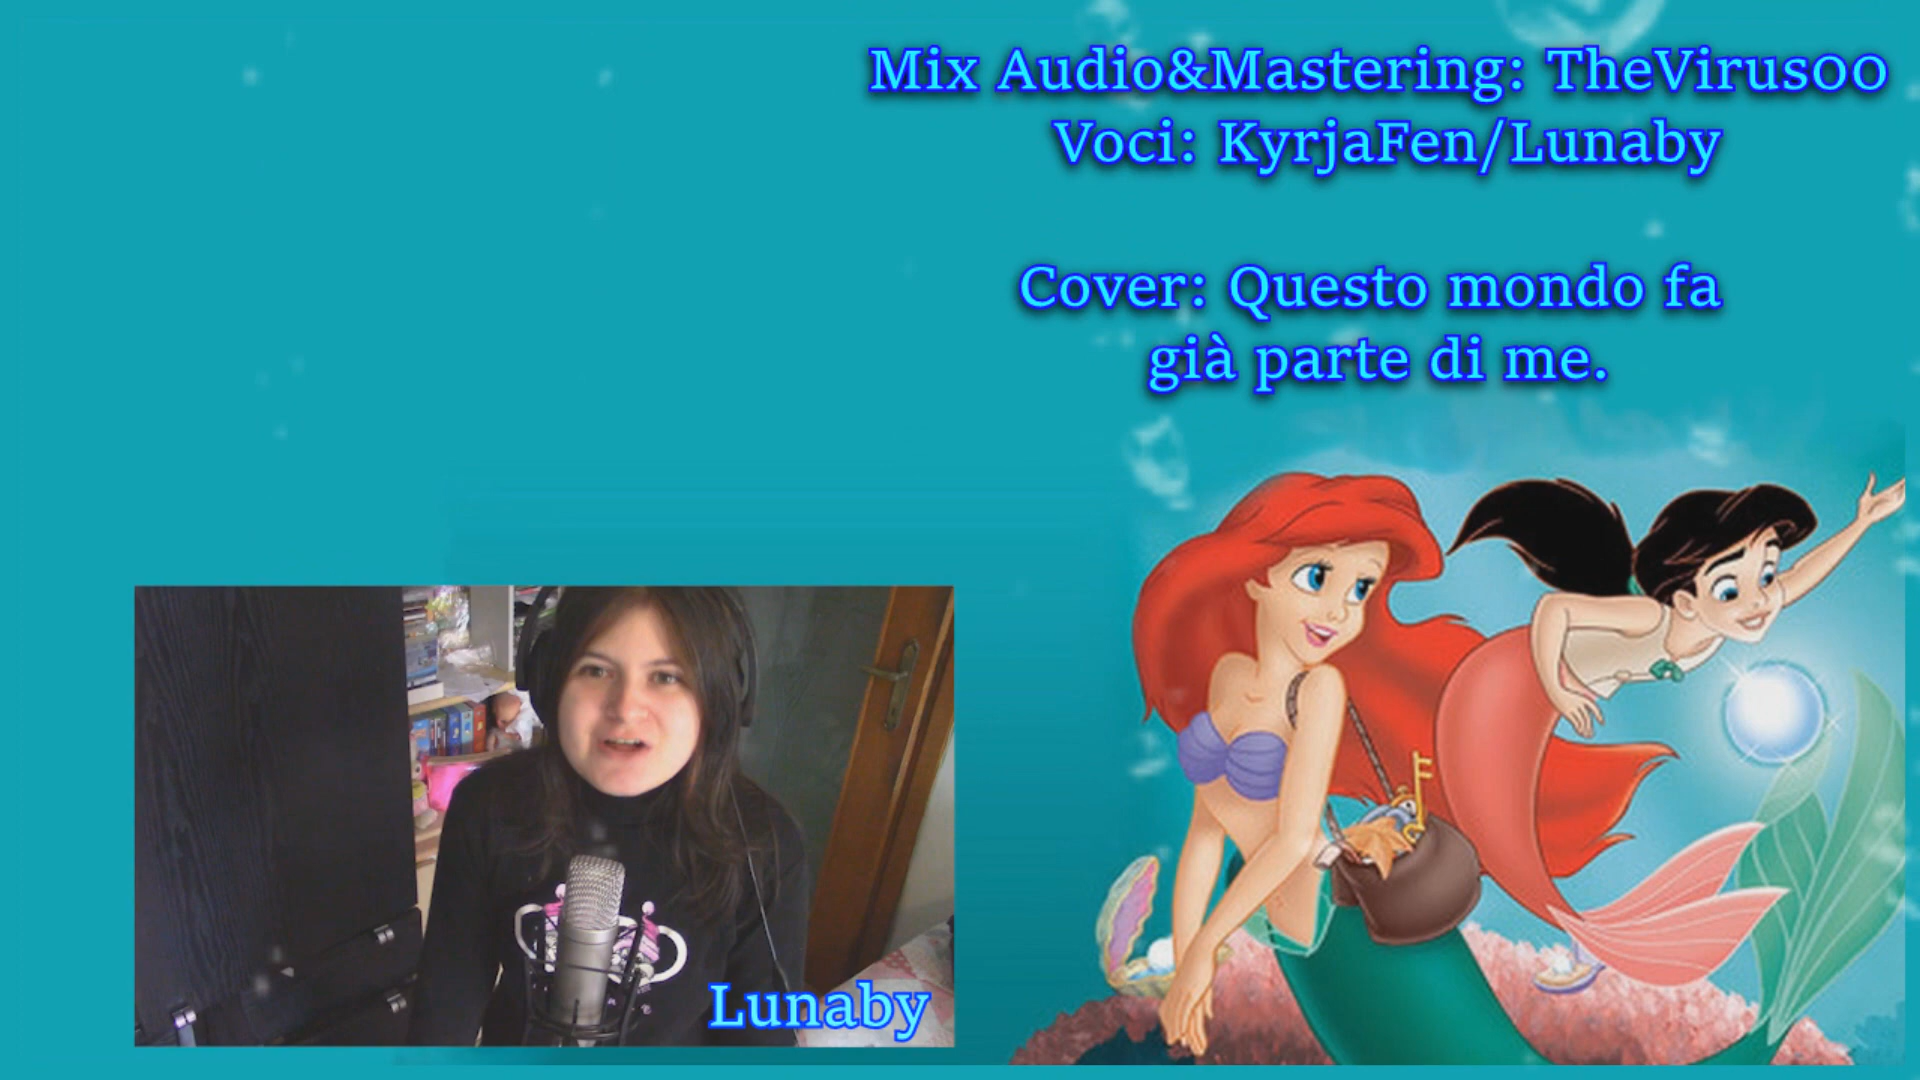 Mix Audio&Mastering: TheVirus00
Voci: KyrjaFen/Lunaby
Cover: Questo mondo fa
già parte di me.
Lunaby